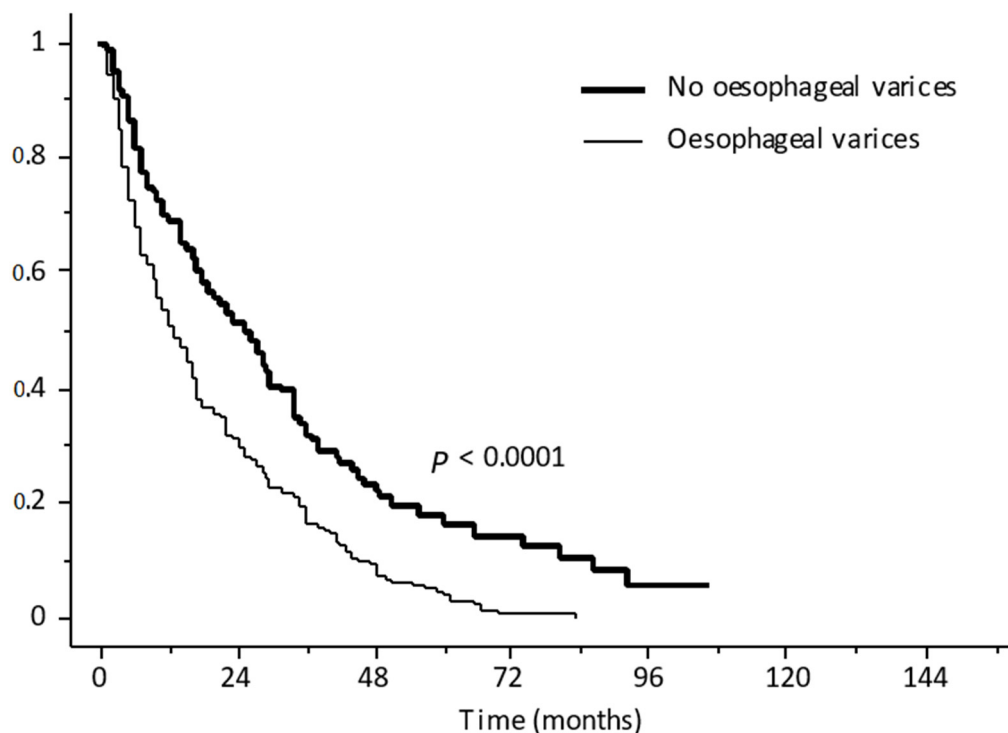 1
0.8
0.6
0.4
0.2
0
No oesophageal varices
Oesophageal varices
P < 0.0001
0 24 48 72 96 120 144
Time (months)